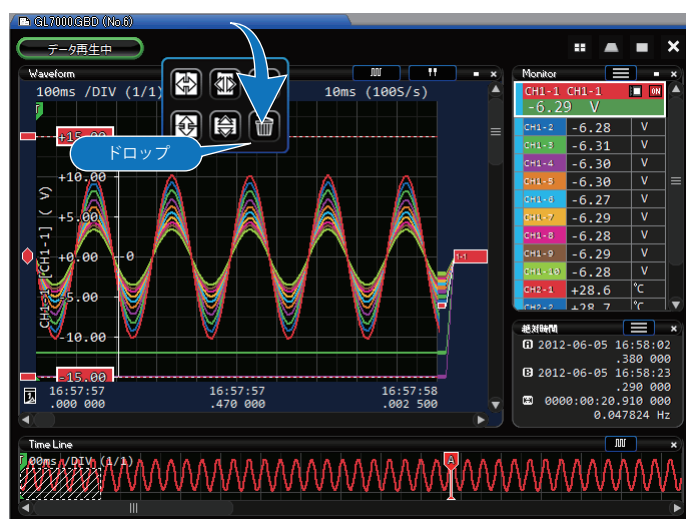 GL7000GBD (No.6)
データ再生中
Waveform
100ms /DIV (1/1)
10ms (100S/s)
+15.00
ドロップ
+10.00
+5.00
+0.00
0
-5.00
-10.00
-15.00
CH1-1 [CH1-1] ( V)
1-1
16:57:57
.000 000
16:57:57
.470 000
16:57:58
.002 500
Monitor
CH1-1 CH1-1 ON
-6.29 V
CH1-2 -6.28 V
CH1-3 -6.31 V
CH1-4 -6.30 V
CH1-5 -6.30 V
CH1-6 -6.27 V
CH1-7 -6.29 V
CH1-8 -6.28 V
CH1-9 -6.29 V
CH1-10 -6.28 V
CH2-1 +28.6 °C
CH2-2 +28.7 °C
絶対時間
A 2012-06-05 16:58:02
.380 000
B 2012-06-05 16:58:23
.290 000
0000:00:20.910 000
0.047824 Hz
Time Line
00ms /DIV (1/1)
A